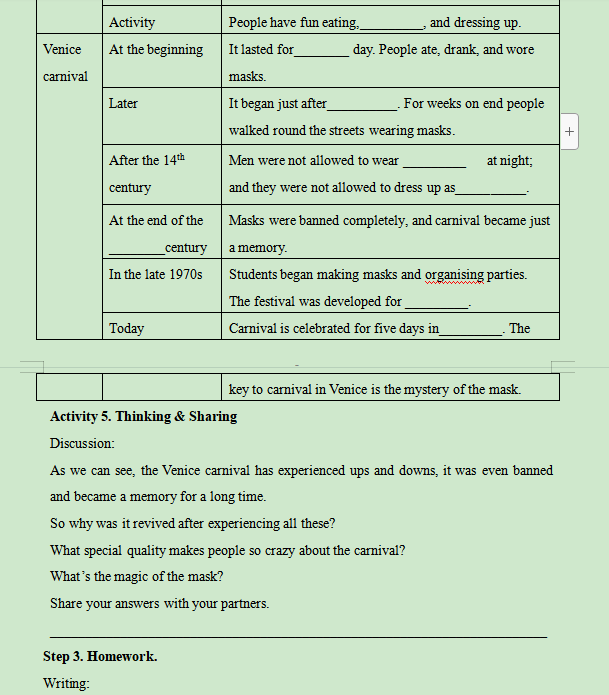 Activity People have fun eating,_________, and dressing up.
Venice At the beginning It lasted for________ day. People ate, drank, and wore
carnival masks.
Later It began just after__________. For weeks on end people
walked round the streets wearing masks.
After the 14th Men were not allowed to wear _________ at night;
century and they were not allowed to dress up as__________.
At the end of the Masks were banned completely, and carnival became just
________century a memory.
In the late 1970s Students began making masks and organising parties.
The festival was developed for _________.
Today Carnival is celebrated for five days in_________. The
key to carnival in Venice is the mystery of the mask.
Activity 5. Thinking & Sharing
Discussion:
As we can see, the Venice carnival has experienced ups and downs, it was even banned
and became a memory for a long time.
So why was it revived after experiencing all these?
What special quality makes people so crazy about the carnival?
What's the magic of the mask?
Share your answers with your partners.
Step 3. Homework.
Writing: